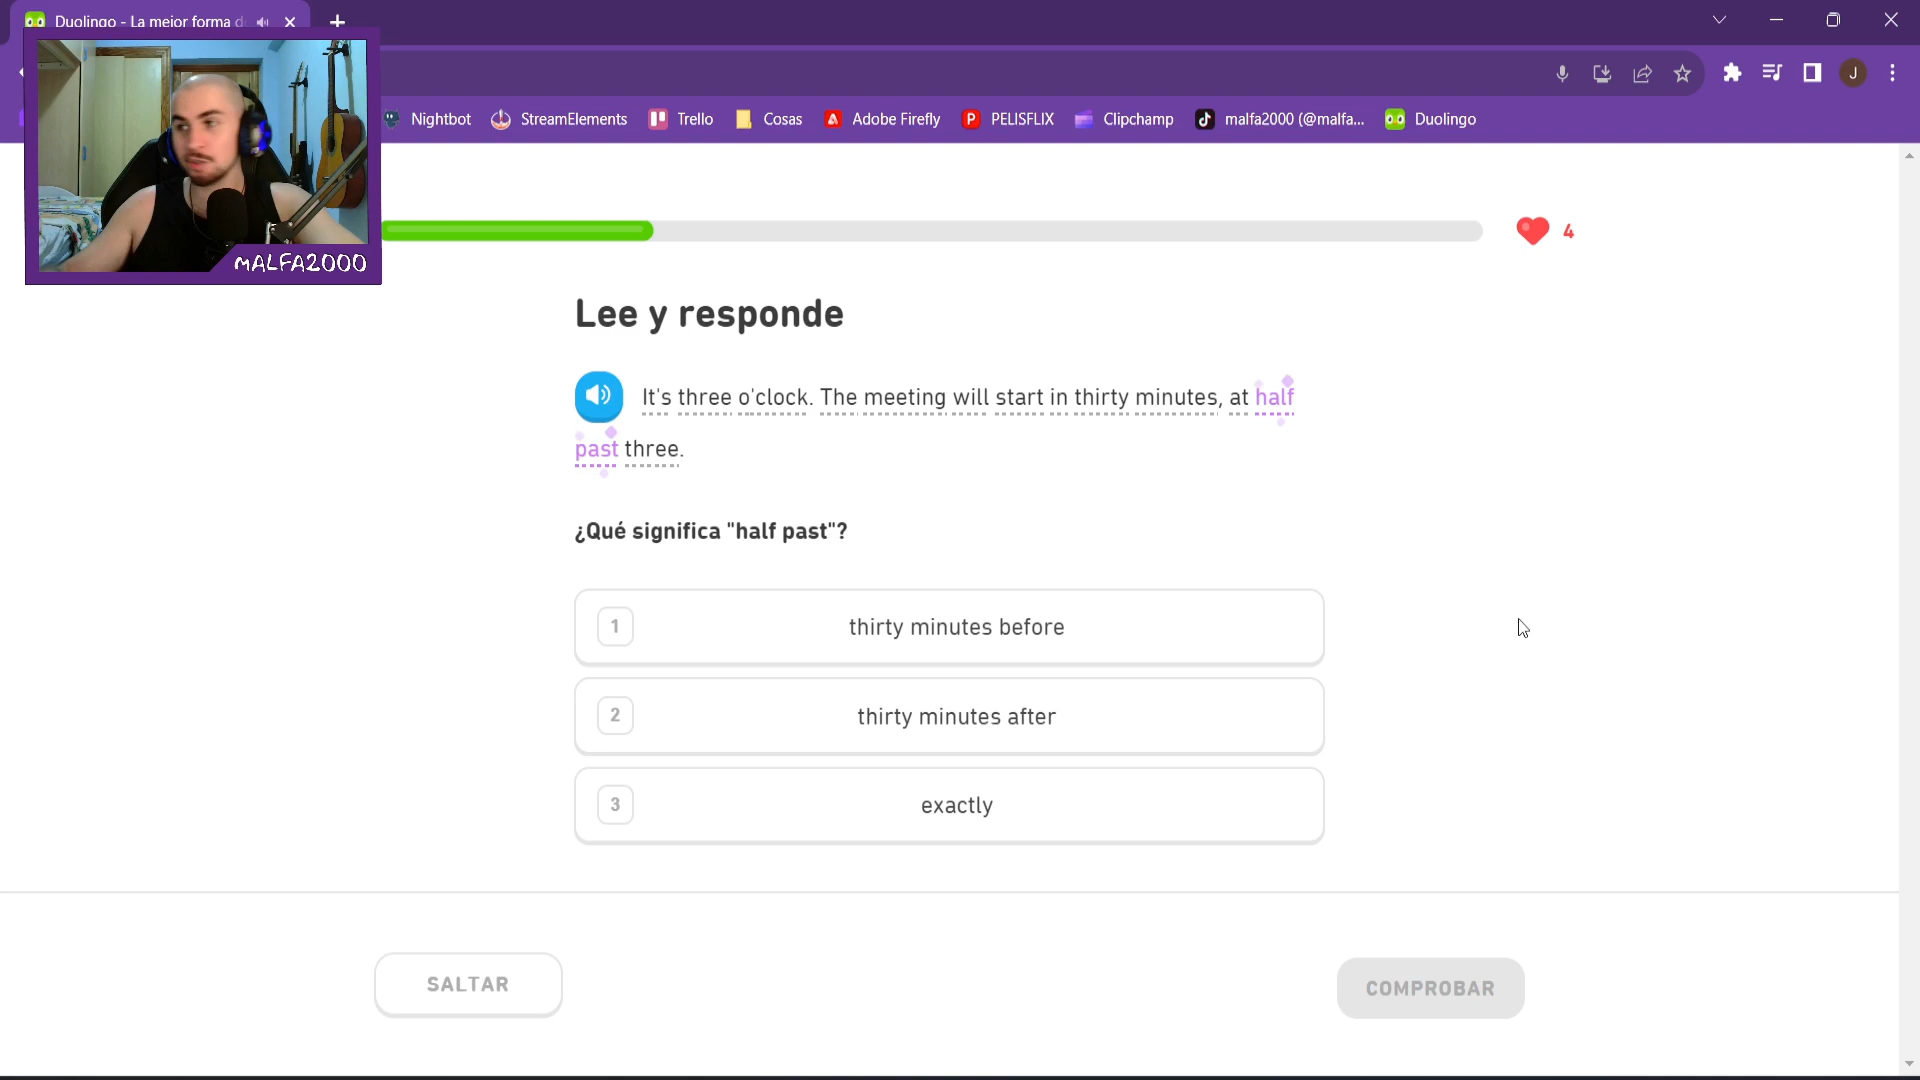 Duolingo - La mejor forma d
J
Nightbot StreamElements Trello Cosas Adobe Firefly PELISFLIX Clipchamp malfa2000 (@malfa... Duolingo
MALFA2000
4
Lee y responde
It's three o'clock. The meeting will start in thirty minutes, at half
past three.
¿Qué significa "half past"?
1 thirty minutes before
2 thirty minutes after
3 exactly
SALTAR COMPROBAR